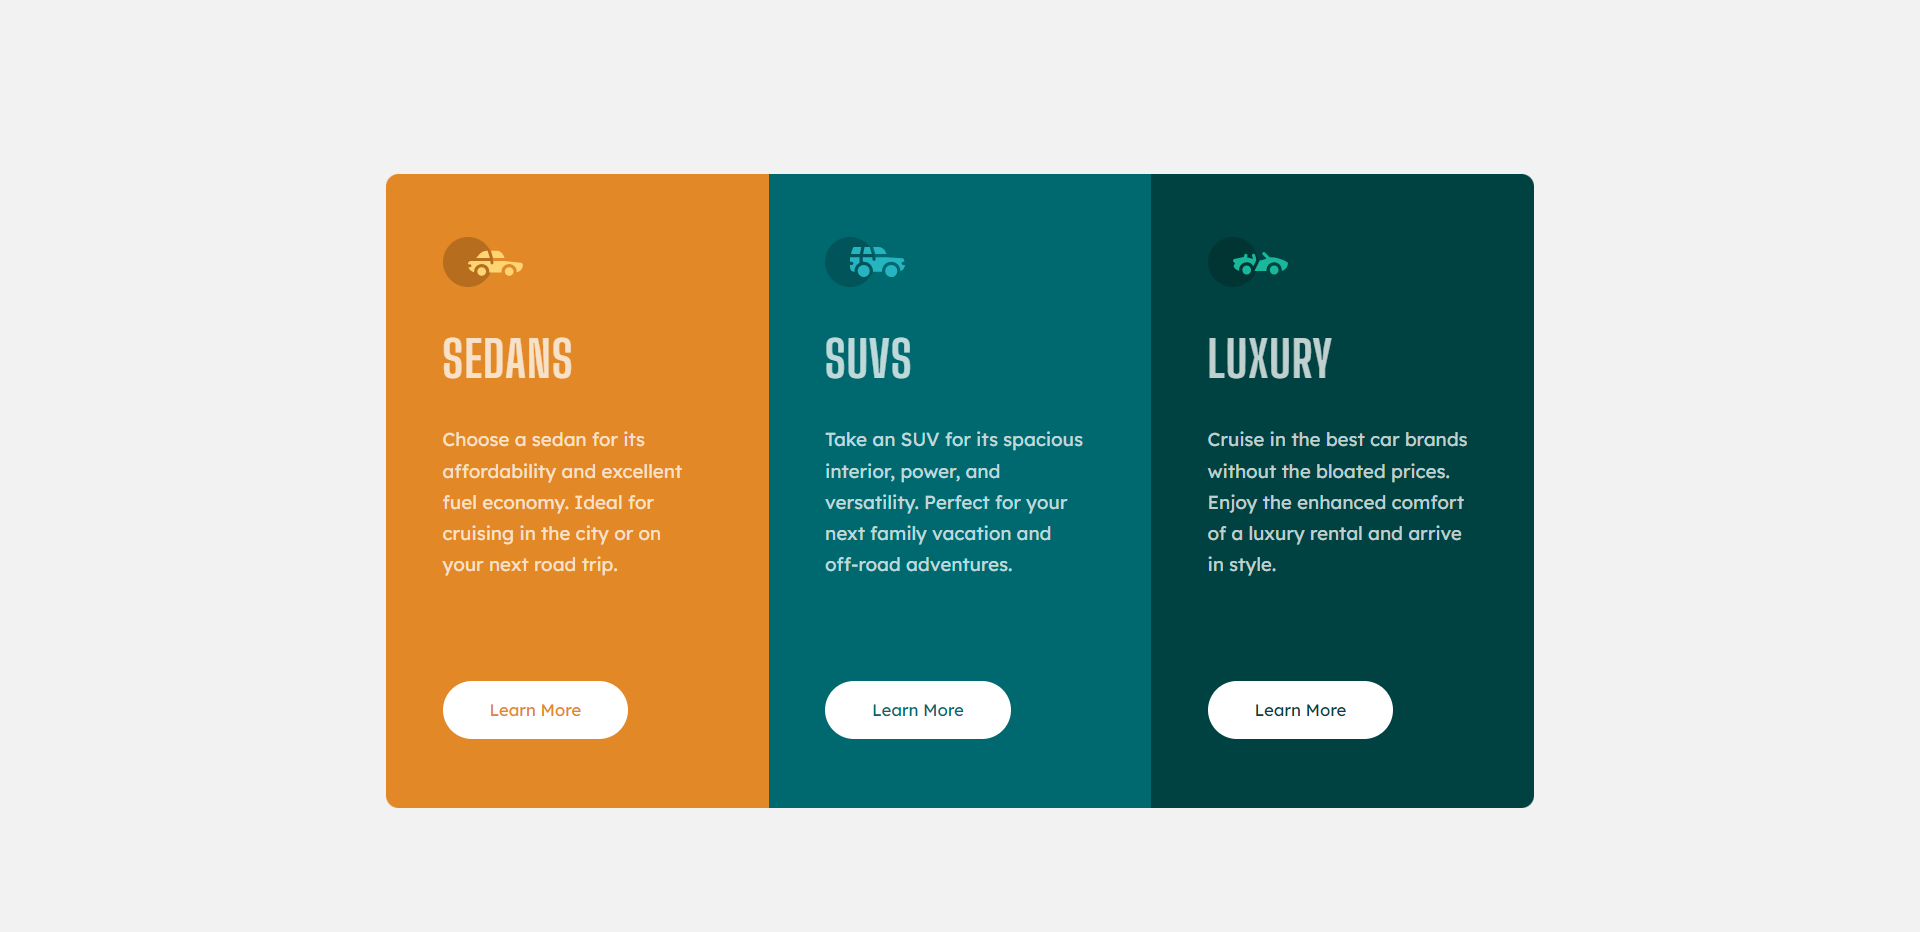 SEDANS
Choose a sedan for its
affordability and excellent
fuel economy. Ideal for
cruising in the city or on
your next road trip.
Learn More
SUVS
Take an SUV for its spacious
interior, power, and
versatility. Perfect for your
next family vacation and
off-road adventures.
Learn More
LUXURY
Cruise in the best car brands
without the bloated prices.
Enjoy the enhanced comfort
of a luxury rental and arrive
in style.
Learn More